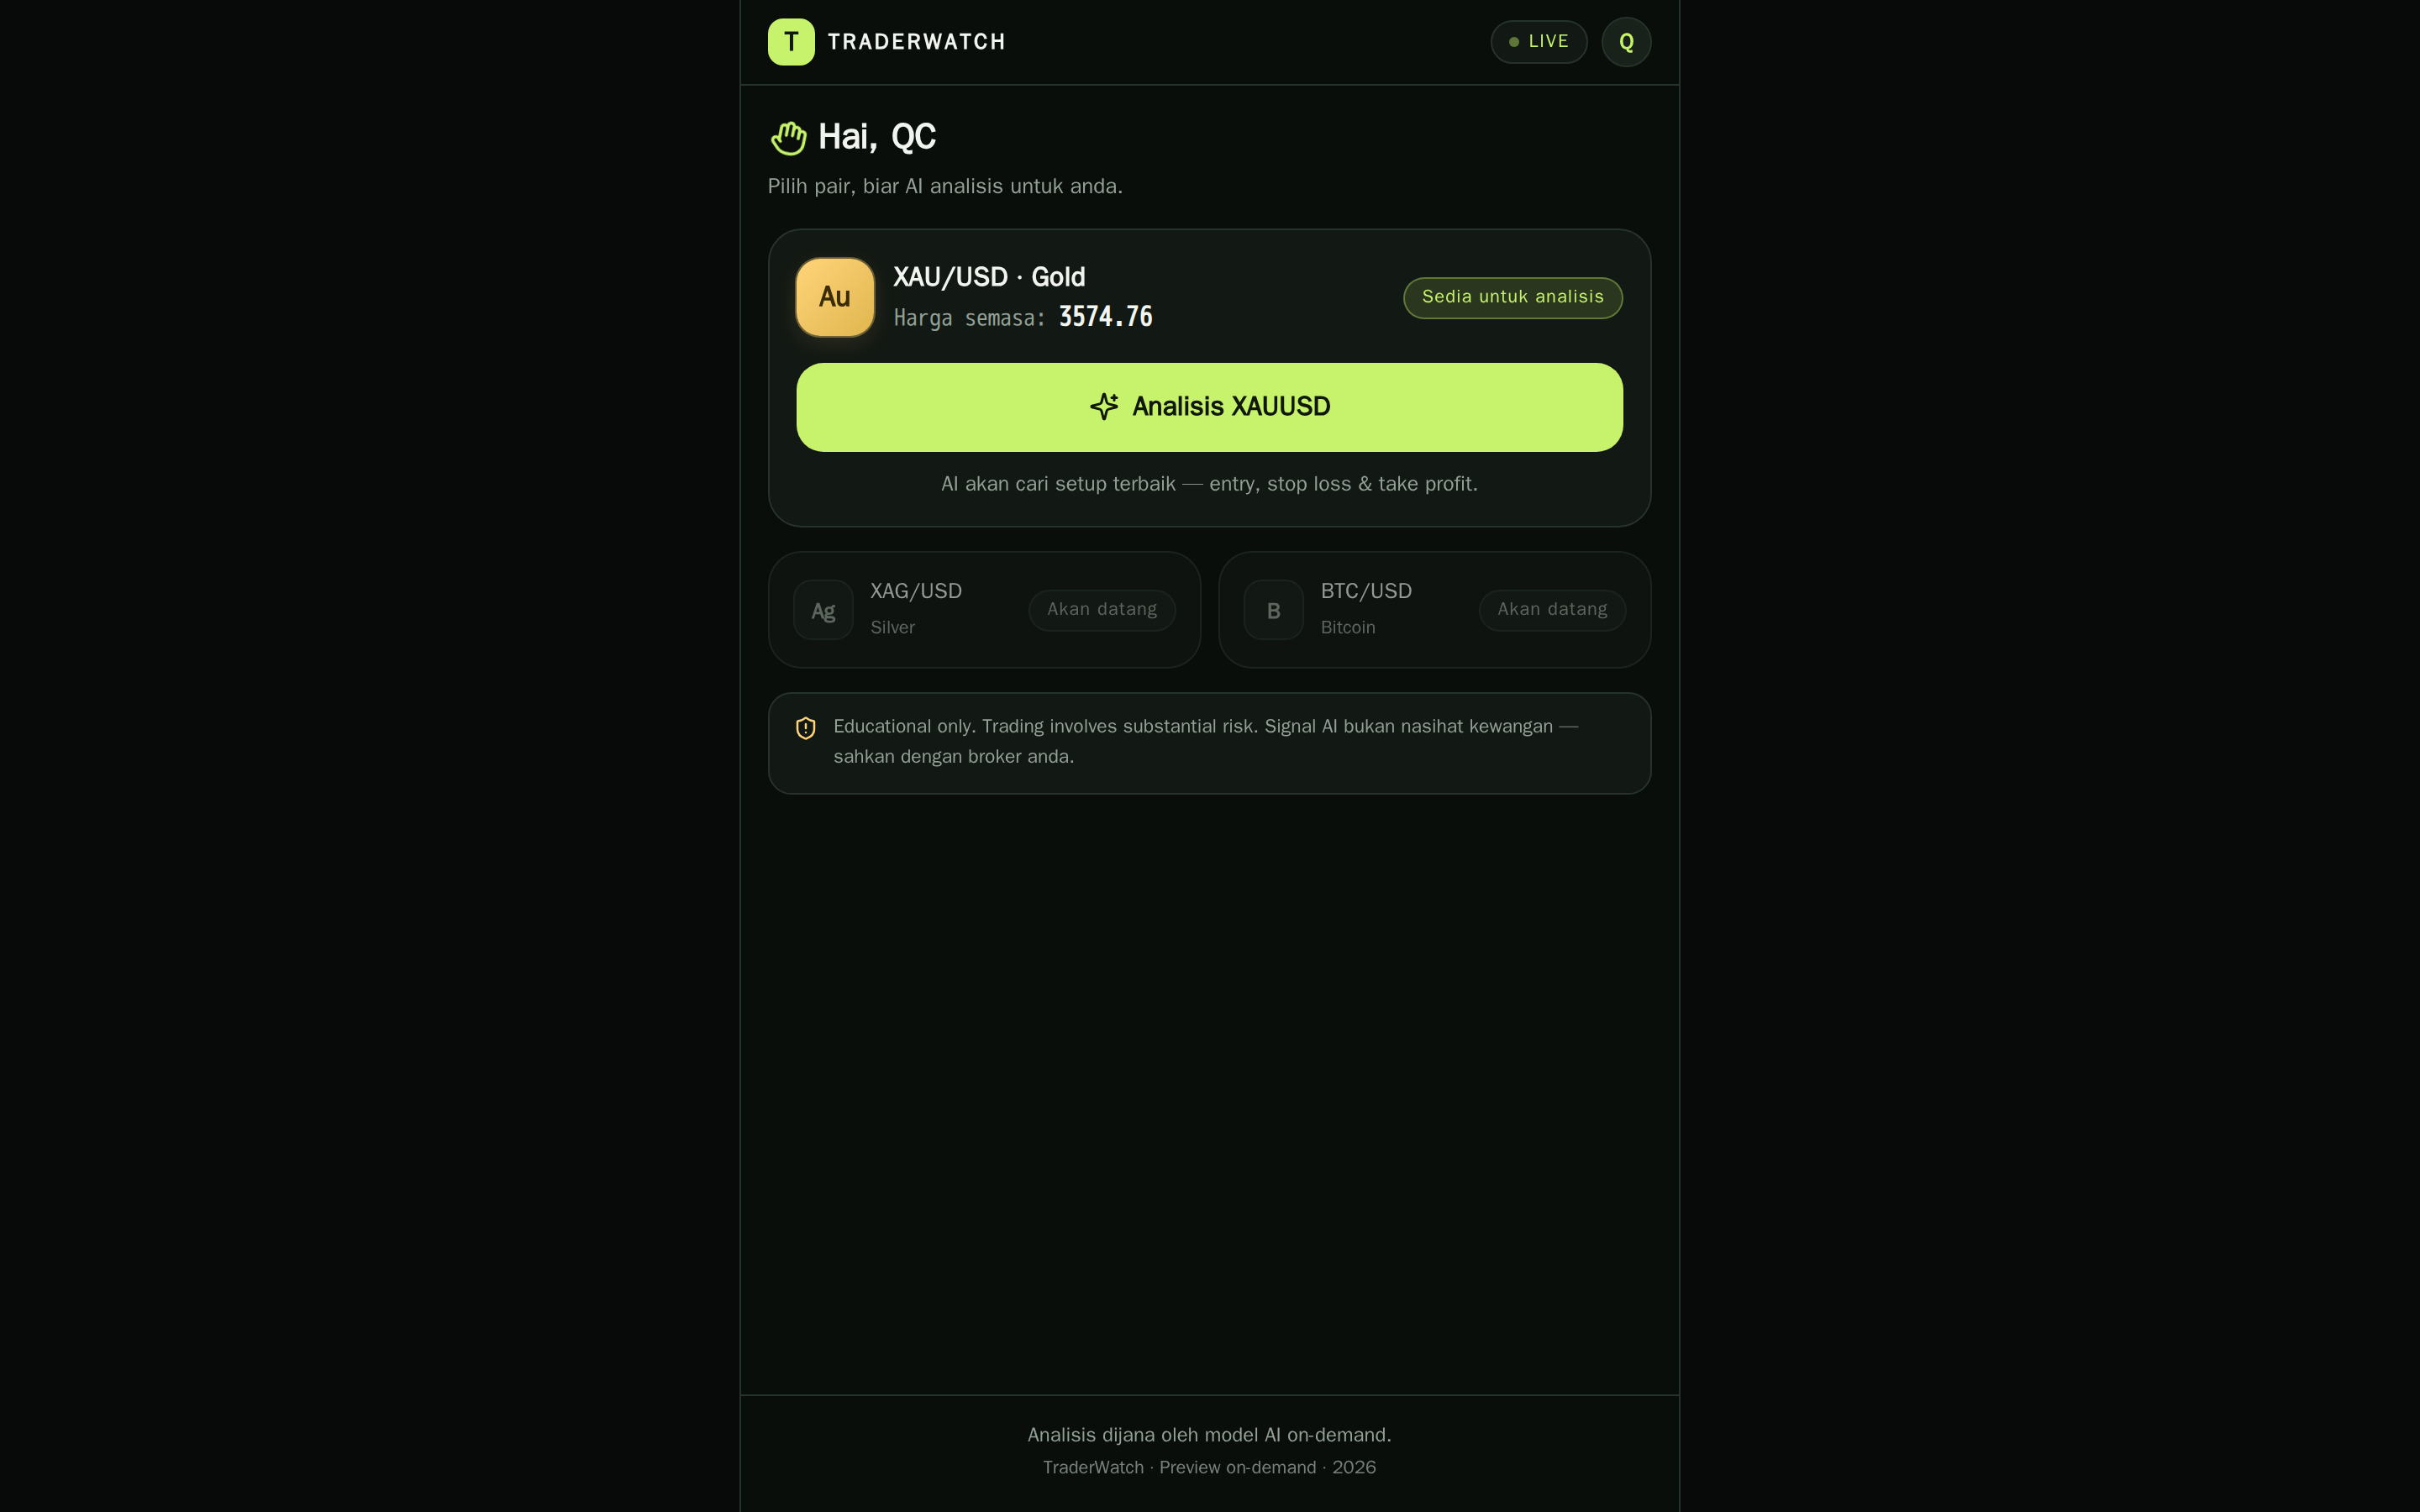 T TRADERWATCH
LIVE
Q
Hai, QC
Pilih pair, biar AI analisis untuk anda.
Au
XAU/USD · Gold
Harga semasa: 3574.76
Sedia untuk analisis
Analisis XAUUSD
AI akan cari setup terbaik — entry, stop loss & take profit.
Ag
XAG/USD
Silver
Akan datang
B
BTC/USD
Bitcoin
Akan datang
Educational only. Trading involves substantial risk. Signal AI bukan nasihat kewangan —
sahkan dengan broker anda.
Analisis dijana oleh model AI on-demand.
TraderWatch · Preview on-demand · 2026